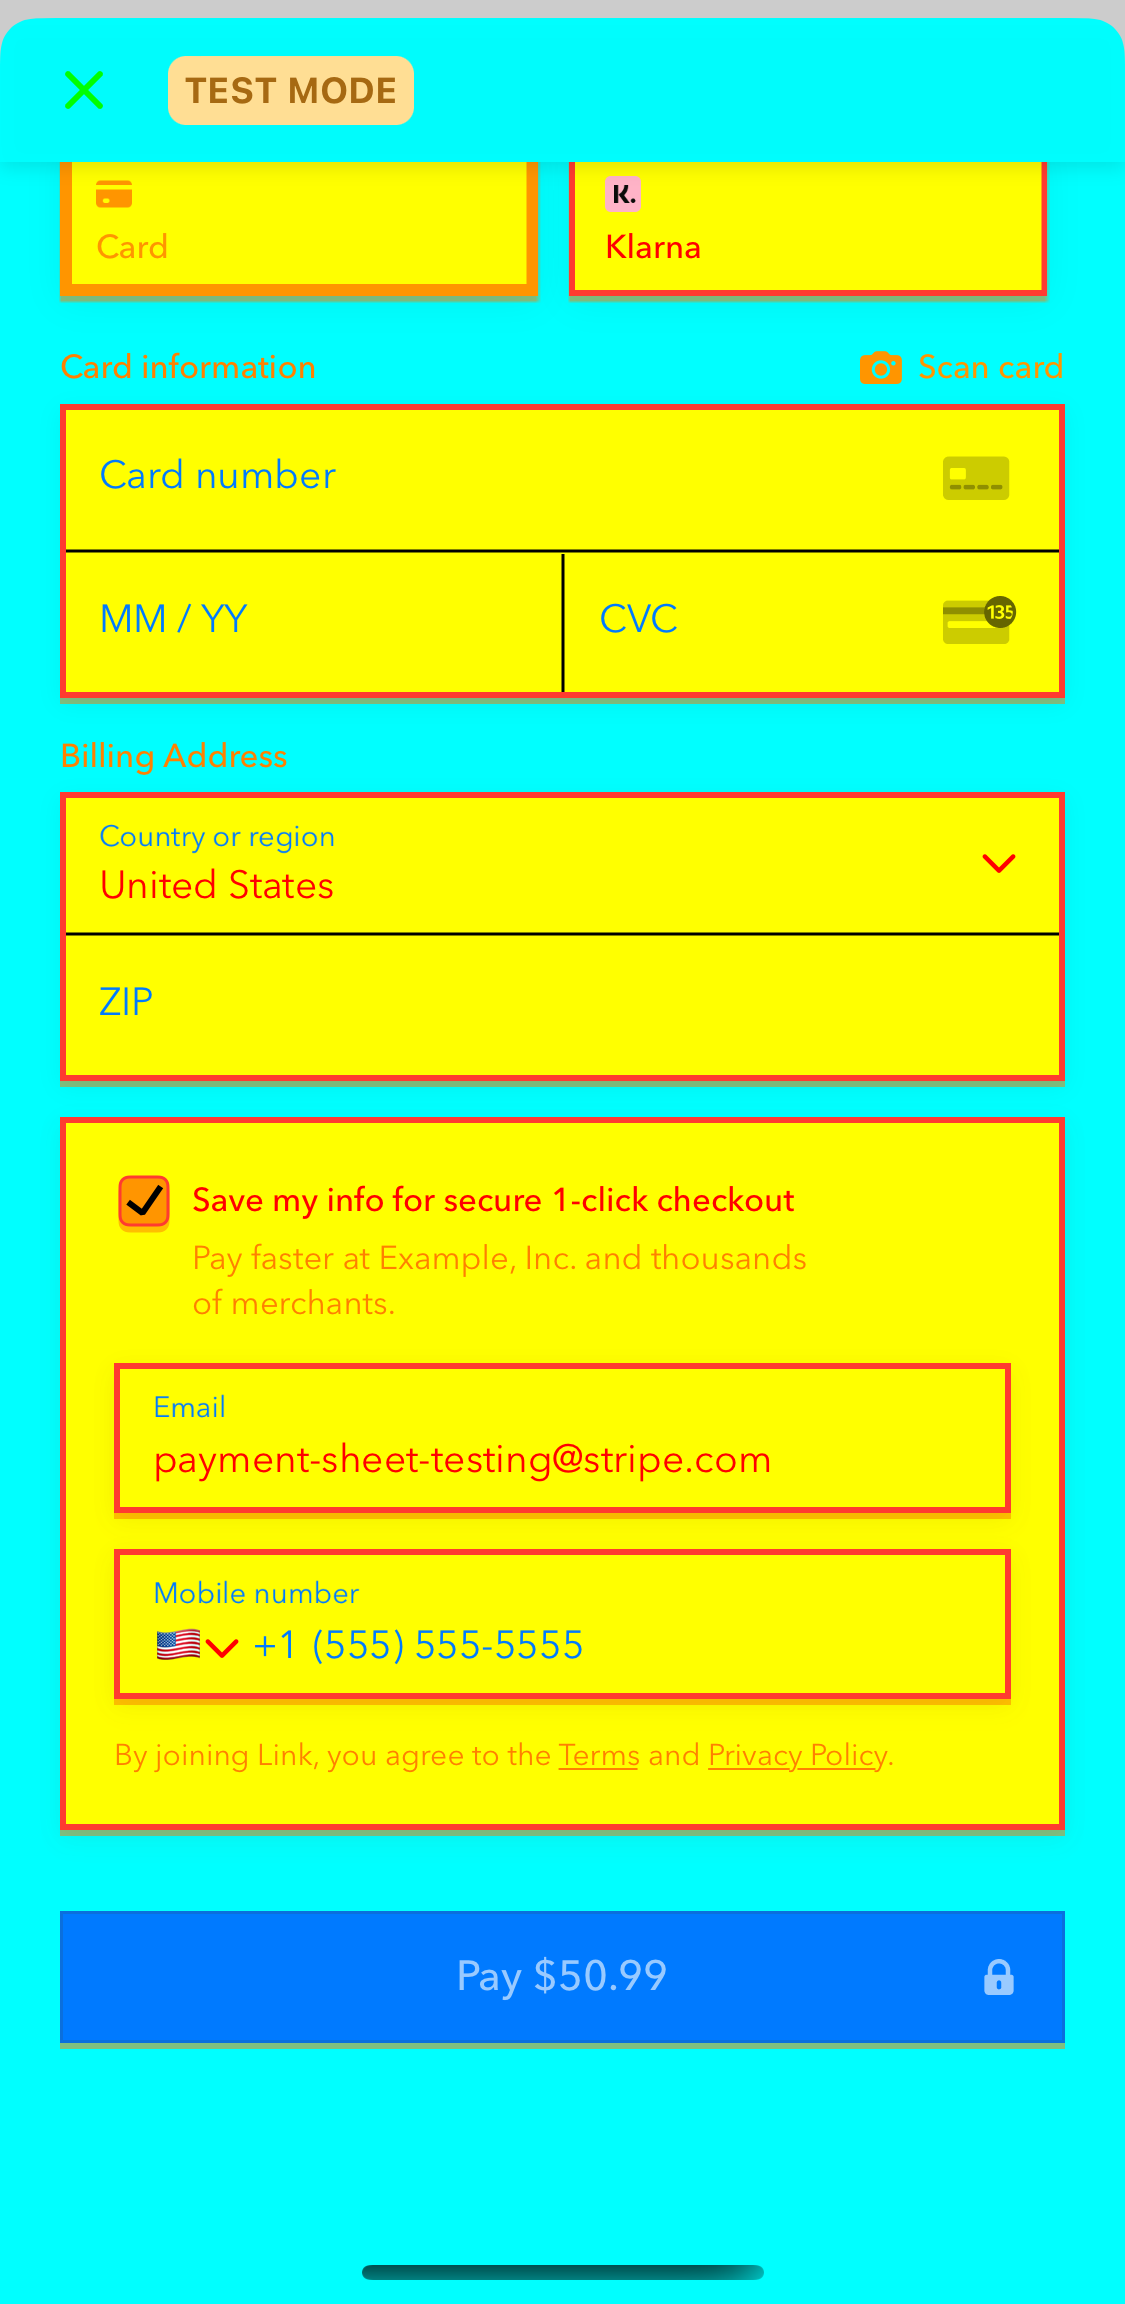 TEST MODE
K.
Card
Klarna
Card information
Scan card
Card number
MM / YY
CVC
135
Billing Address
Country or region
United States
ZIP
Save my info for secure 1-click checkout
Pay faster at Example, Inc. and thousands
of merchants.
Email
payment-sheet-testing@stripe.com
Mobile number
+1 (555) 555-5555
By joining Link, you agree to the Terms and Privacy Policy.
Pay $50.99